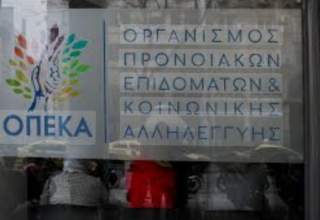 ΟΠΕΚΑ
ΟΡΓΑΝΙΣΜΟΣ
ΠΡΟΝΟΙΑΚΩΝ
ΕΠΙΔΟΜΑΤΩΝ &
ΚΟΙΝΩΝΙΚΗΣ
ΑΛΛΗΛΕΓΓΥΗΣ